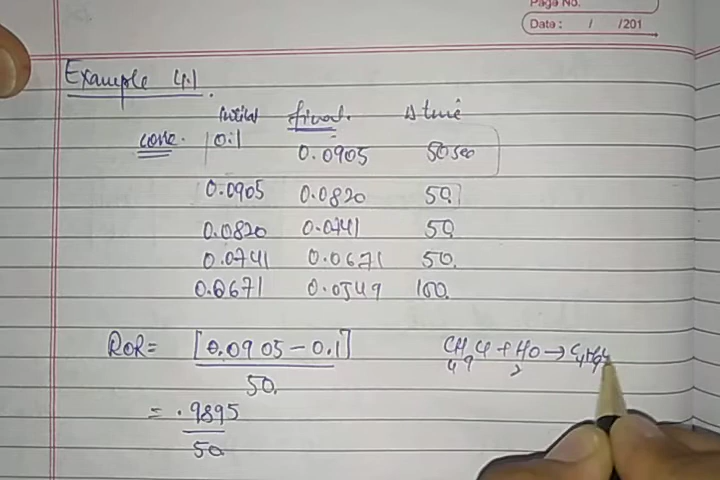 Page No.
Date : / /201
Example 4.1
Initial final. Δ time
conc. 0.1 0.0905 50 sec
0.0905 0.0820 50
0.0820 0.0741 50
0.0741 0.0671 50.
0.0671 0.0549 100.
ROR = [0.0905 - 0.1]
50.
= .9895
50